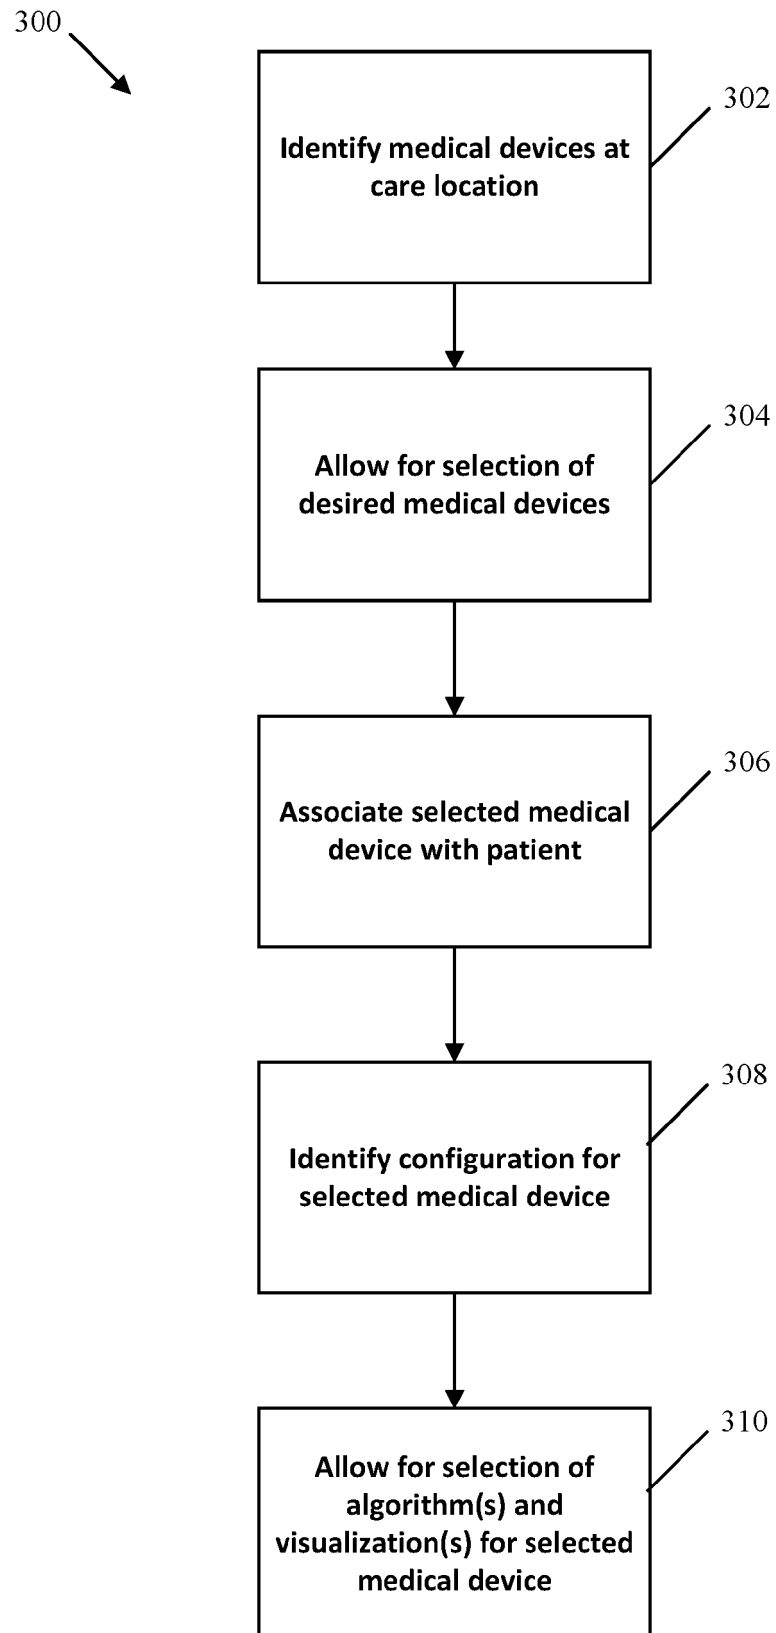 300
302
Identify medical devices at
care location
304
Allow for selection of
desired medical devices
306
Associate selected medical
device with patient
308
Identify configuration for
selected medical device
310
Allow for selection of
algorithm(s) and
visualization(s) for selected
medical device